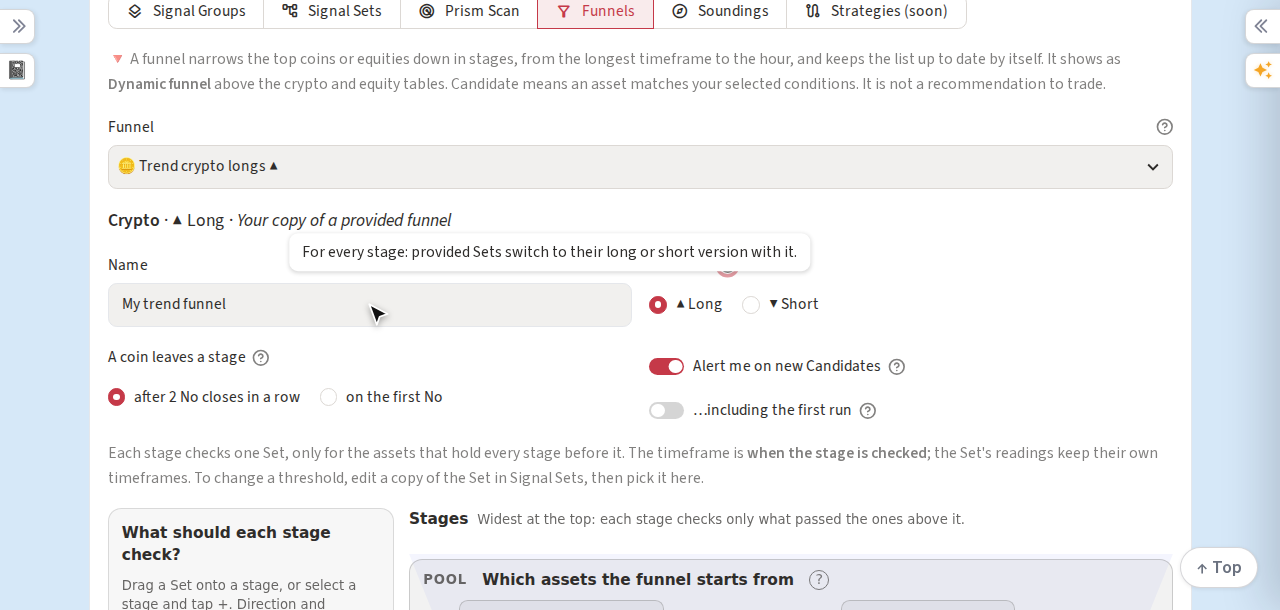 Signal Groups
Signal Sets
Prism Scan
Funnels
Soundings
Strategies (soon)
A funnel narrows the top coins or equities down in stages, from the longest timeframe to the hour, and keeps the list up to date by itself. It shows as
Dynamic funnel above the crypto and equity tables. Candidate means an asset matches your selected conditions. It is not a recommendation to trade.
Funnel
Trend crypto longs ▲
Crypto · ▲ Long · Your copy of a provided funnel
For every stage: provided Sets switch to their long or short version with it.
Name
My trend funnel
▲ Long
▼ Short
A coin leaves a stage
Alert me on new Candidates
after 2 No closes in a row
on the first No
...including the first run
Each stage checks one Set, only for the assets that hold every stage before it. The timeframe is when the stage is checked; the Set's readings keep their own
timeframes. To change a threshold, edit a copy of the Set in Signal Sets, then pick it here.
What should each stage
check?
Stages Widest at the top: each stage checks only what passed the ones above it.
Drag a Set onto a stage, or select a
stage and tap +. Direction and
POOL Which assets the funnel starts from
↑ Top